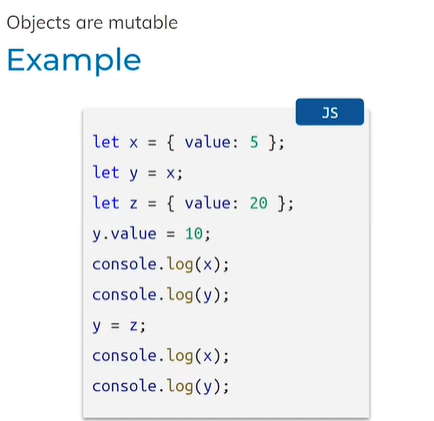 Objects are mutable
Example
JS
let x = { value: 5 };
let y = x;
let z = { value: 20 };
y.value = 10;
console.log(x);
console.log(y);
y = z;
console.log(x);
console.log(y);